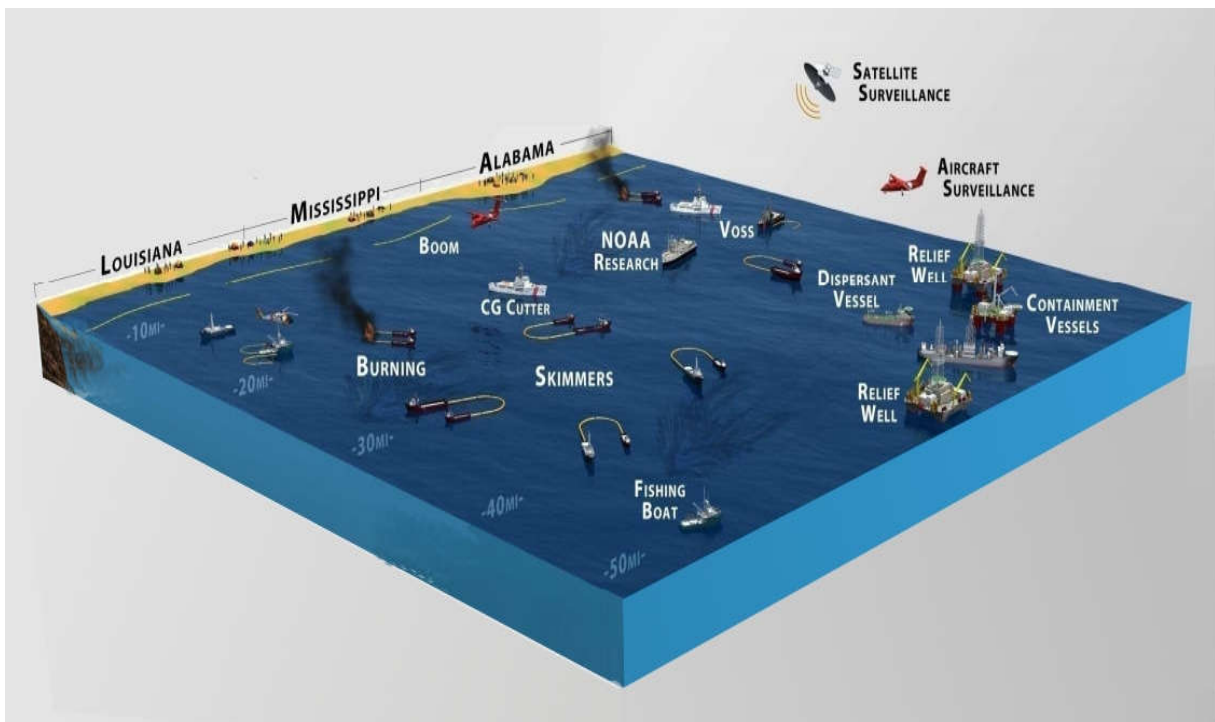 SATELLITE
SURVEILLANCE
AIRCRAFT
SURVEILLANCE
ALABAMA
MISSISSIPPI
LOUISIANA
BOOM
NOAA
RESEARCH
VOSS
RELIEF
WELL
DISPERSANT
VESSEL
CONTAINMENT
VESSELS
CG CUTTER
-10MI-
BURNING
SKIMMERS
-20MI-
RELIEF
WELL
-30MI-
FISHING
BOAT
-40MI-
-50MI-